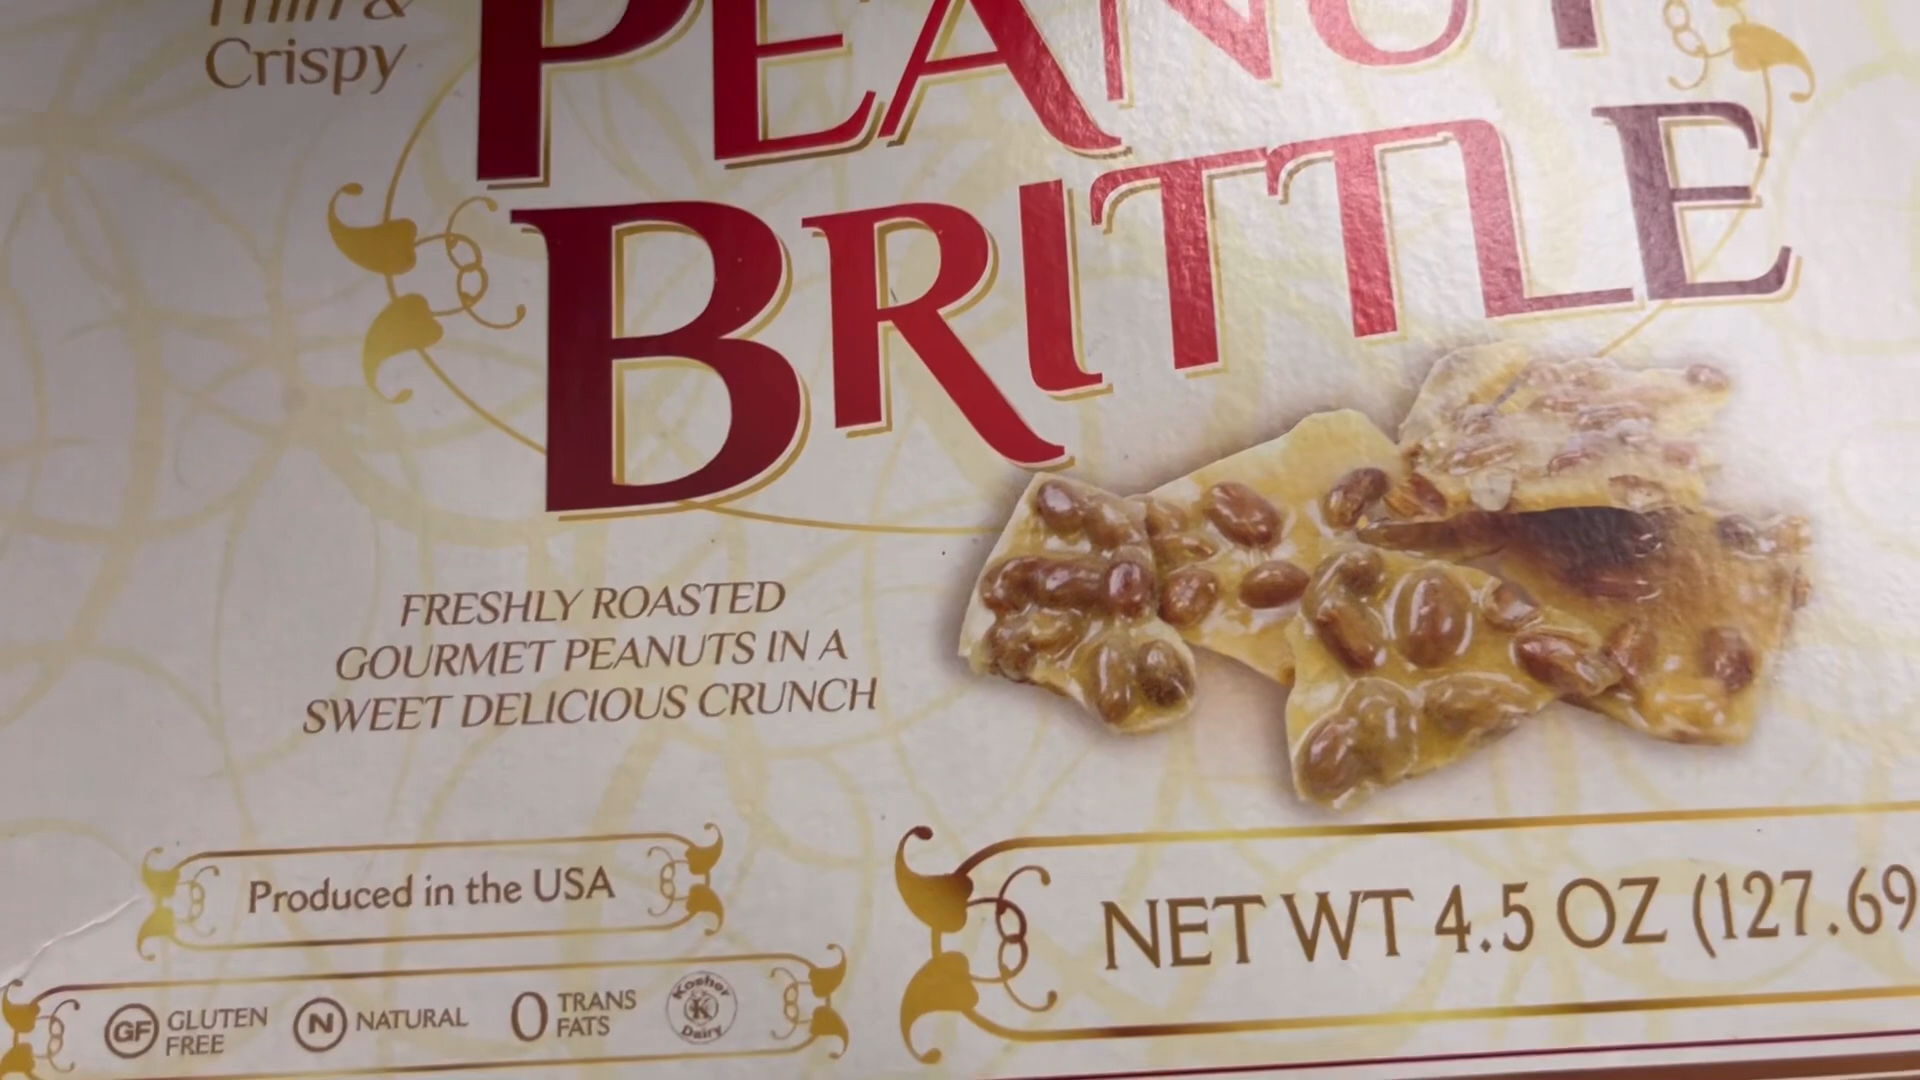 Thin &
Crispy
PEANUT
BRITTLE
FRESHLY ROASTED
GOURMET PEANUTS IN A
SWEET DELICIOUS CRUNCH
Produced in the USA
NET WT 4.5 OZ (127.69
GF GLUTEN
FREE
N NATURAL
0 TRANS
FATS
Kosher
K
Dairy